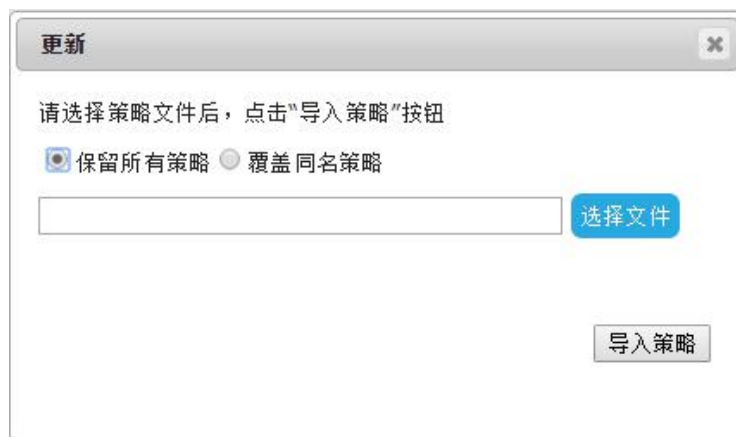 更新
请选择策略文件后，点击“导入策略”按钮
保留所有策略 覆盖同名策略
选择文件
导入策略